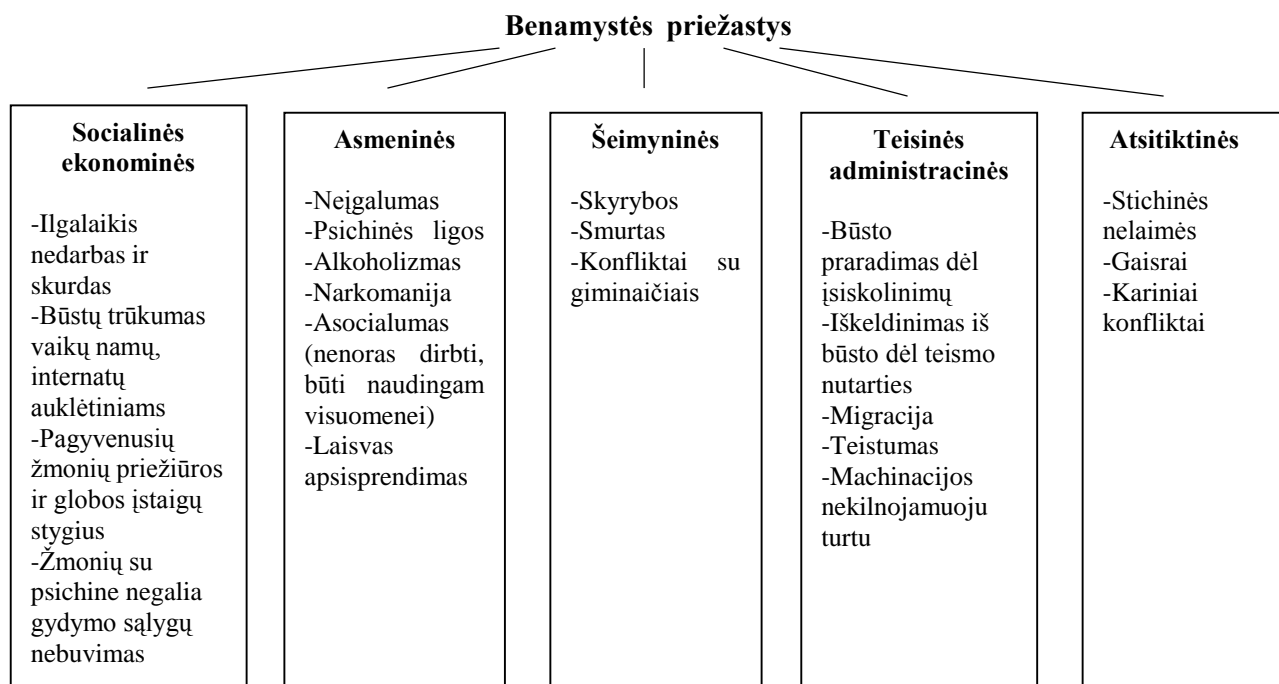 Benamystės priežastys
Socialinės
ekonominės
-Ilgalaikis
nedarbas ir
skurdas
-Būstų trūkumas
vaikų namų,
internatų
auklėtiniams
-Pagyvenusių
žmonių priežiūros
ir globos įstaigų
stygius
-Žmonių su
psichine negalia
gydymo sąlygų
nebuvimas
Asmeninės
-Neįgalumas
-Psichinės ligos
-Alkoholizmas
-Narkomanija
-Asocialumas
(nenoras dirbti,
būti naudingam
visuomenei)
-Laisvas
apsisprendimas
Šeimyninės
-Skyrybos
-Smurtas
-Konfliktai su
giminaičiais
Teisinės
administracinės
-Būsto
praradimas dėl
įsiskolinimų
-Iškeldinimas iš
būsto dėl teismo
nutarties
-Migracija
-Teistumas
-Machinacijos
nekilnojamuoju
turtu
Atsitiktinės
-Stichinės
nelaimės
-Gaisrai
-Kariniai
konfliktai